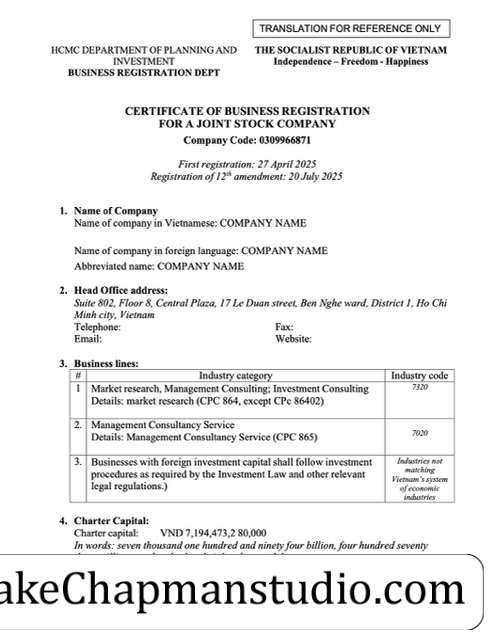 TRANSLATION FOR REFERENCE ONLY
HCMC DEPARTMENT OF PLANNING AND
INVESTMENT
BUSINESS REGISTRATION DEPT
THE SOCIALIST REPUBLIC OF VIETNAM
Independence – Freedom - Happiness
CERTIFICATE OF BUSINESS REGISTRATION
FOR A JOINT STOCK COMPANY
Company Code: 0309966871
First registration: 27 April 2025
Registration of 12th amendment: 20 July 2025
1. Name of Company
Name of company in Vietnamese: COMPANY NAME
Name of company in foreign language: COMPANY NAME
Abbreviated name: COMPANY NAME
2. Head Office address:
Suite 802, Floor 8, Central Plaza, 17 Le Duan street, Ben Nghe ward, District 1, Ho Chi
Minh city, Vietnam
Telephone: Fax:
Email: Website:
3. Business lines:
# Industry category Industry code
1 Market research, Management Consulting; Investment Consulting 7320
Details: market research (CPC 864, except CPc 86402)
2. Management Consultancy Service 7020
Details: Management Consultancy Service (CPC 865)
3. Businesses with foreign investment capital shall follow investment
procedures as required by the Investment Law and other relevant
legal regulations.)
Industries not
matching
Vietnam's system
of economic
industries
4. Charter Capital:
Charter capital: VND 7,194,473,2 80,000
In words: seven thousand one hundred and ninety four billion, four hundred seventy
akeChapmanstudio.com